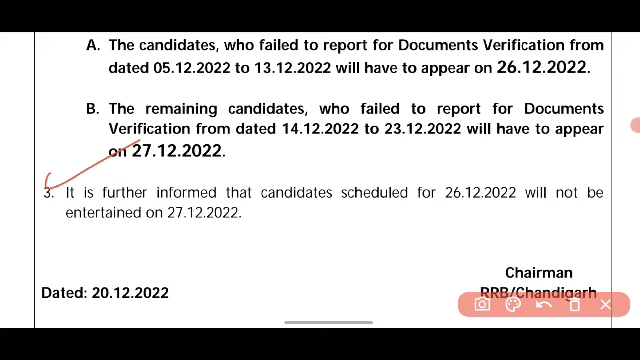 A. The candidates, who failed to report for Documents Verification from
dated 05.12.2022 to 13.12.2022 will have to appear on 26.12.2022.
B. The remaining candidates, who failed to report for Documents
Verification from dated 14.12.2022 to 23.12.2022 will have to appear
on 27.12.2022.
3. It is further informed that candidates scheduled for 26.12.2022 will not be
entertained on 27.12.2022.
Chairman
Dated: 20.12.2022 RRB/Chandigarh